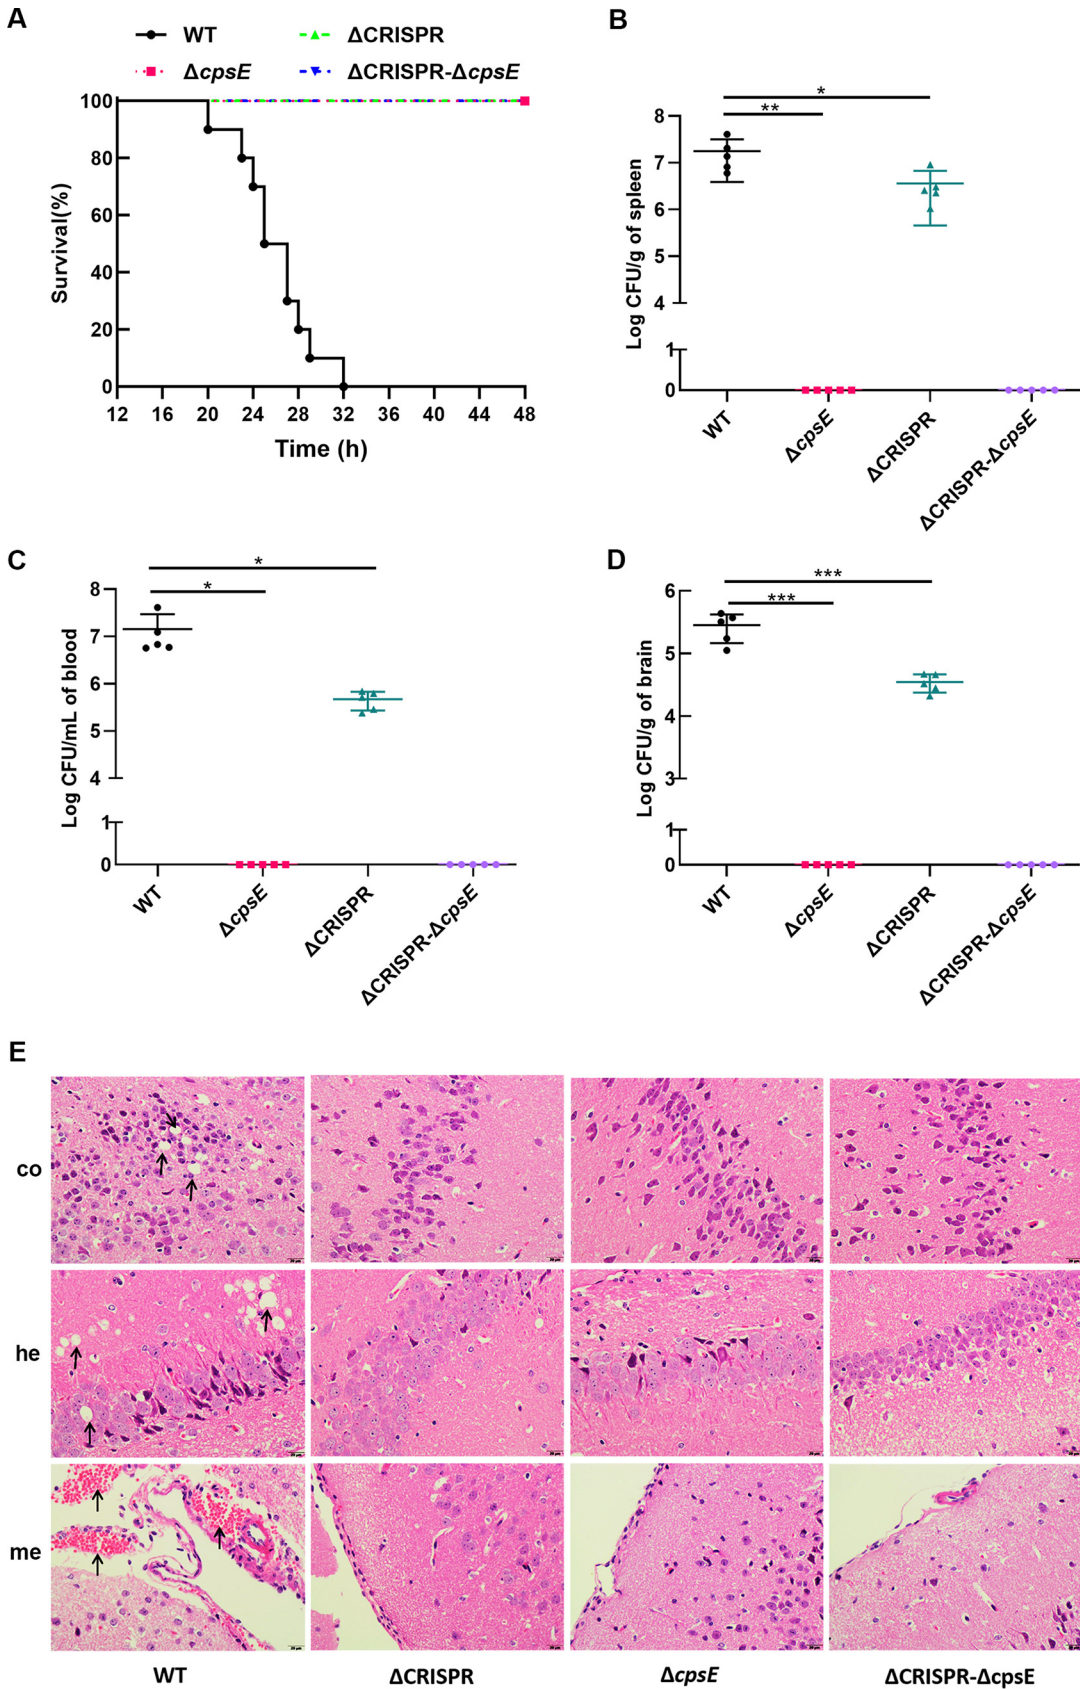 A
WT
ΔCRISPR
ΔcpsE
ΔCRISPR-ΔcpsE
Survival(%)
100
80
60
40
20
0
12 16 20 24 28 32 36 40 44 48
Time (h)
B
*
**
Log CFU/g of spleen
8
7
6
5
4
1
0
WT
ΔcpsE
ΔCRISPR
ΔCRISPR-ΔcpsE
C
*
*
Log CFU/mL of blood
8
7
6
5
4
1
0
WT
ΔcpsE
ΔCRISPR
ΔCRISPR-ΔcpsE
D
***
***
Log CFU/g of brain
6
5
4
3
1
0
WT
ΔcpsE
ΔCRISPR
ΔCRISPR-ΔcpsE
E
co
he
me
WT
ΔCRISPR
ΔcpsE
ΔCRISPR-ΔcpsE